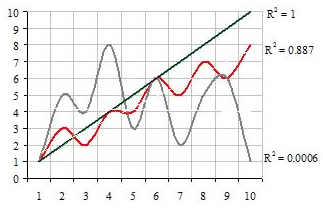 10
9
8
7
6
5
4
3
2
1
0
1 2 3 4 5 6 7 8 9 10
R² = 1
R² = 0.887
R² = 0.0006